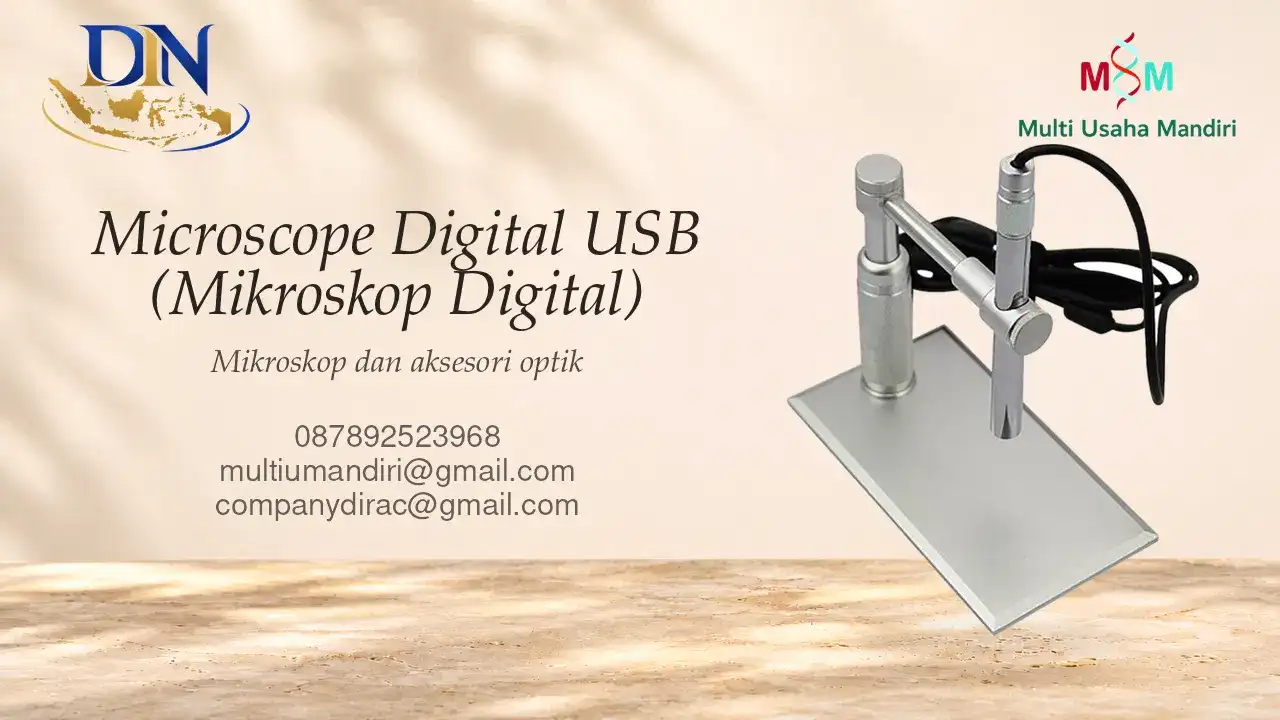 DN
MSM
Multi Usaha Mandiri
Microscope Digital USB
(Mikroskop Digital)
Mikroskop dan aksesori optik
087892523968
multiumandiri@gmail.com
companydirac@gmail.com